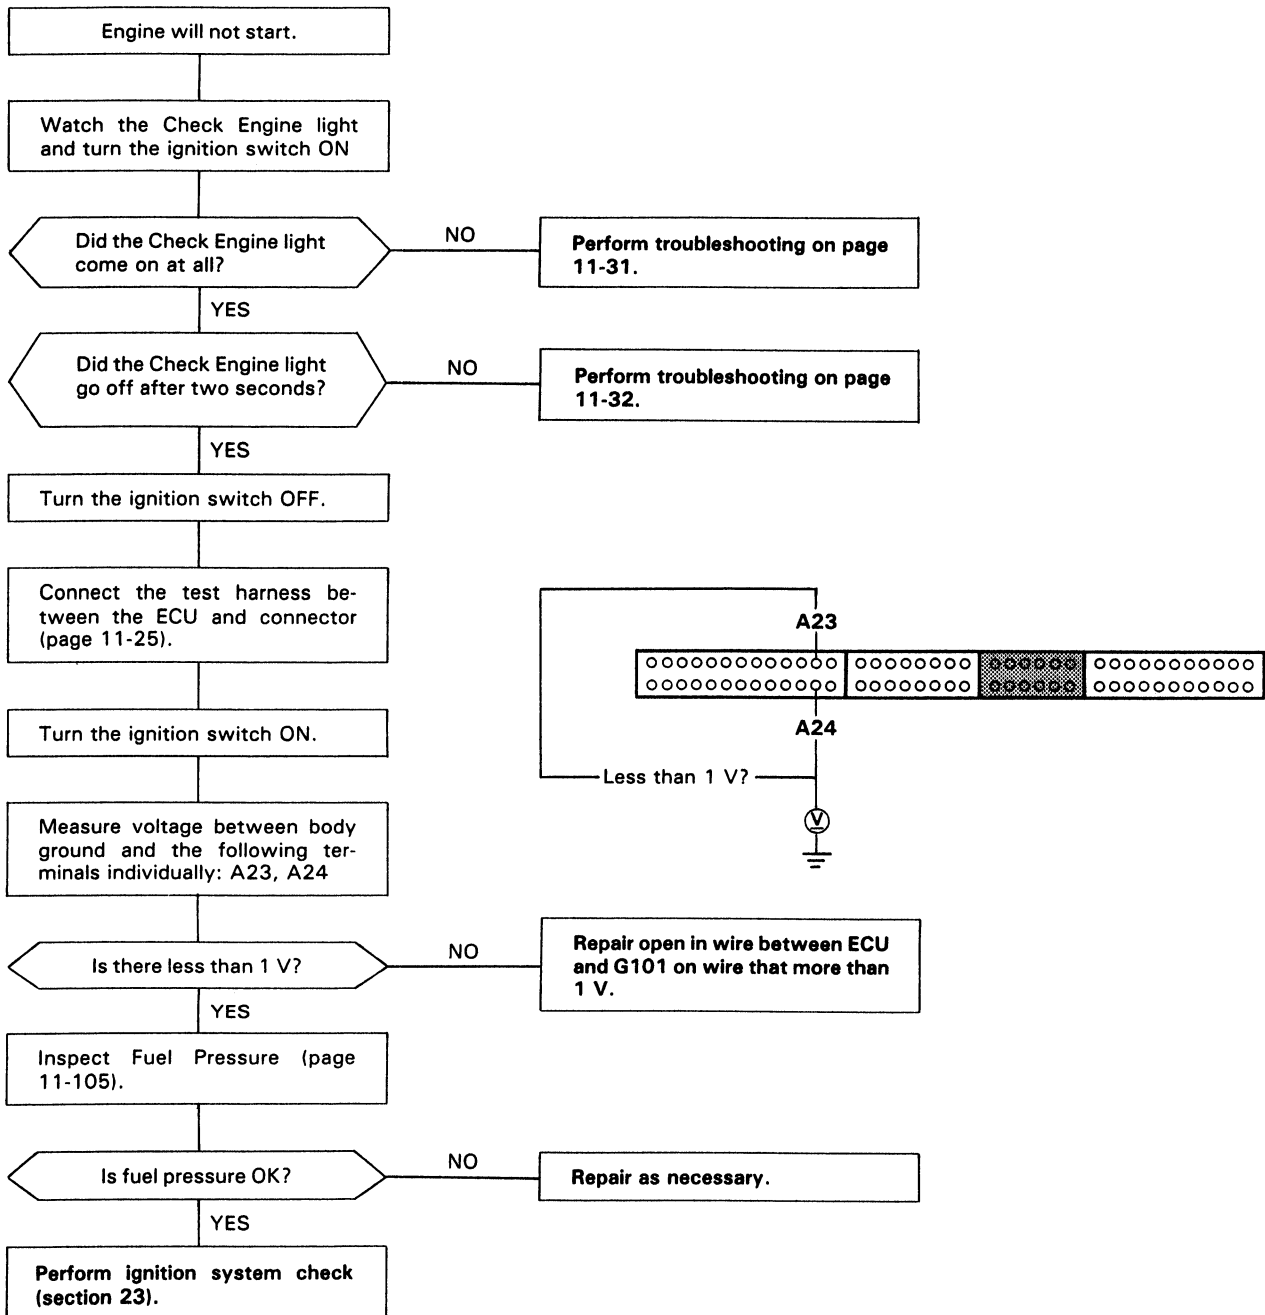 Engine will not start.
Watch the Check Engine light
and turn the ignition switch ON
Did the Check Engine light
come on at all?
NO
Perform troubleshooting on page
11-31.
YES
Did the Check Engine light
go off after two seconds?
NO
Perform troubleshooting on page
11-32.
YES
Turn the ignition switch OFF.
Connect the test harness be-
tween the ECU and connector
(page 11-25).
A23
A24
Less than 1 V?
V
Turn the ignition switch ON.
Measure voltage between body
ground and the following ter-
minals individually: A23, A24
Is there less than 1 V?
NO
Repair open in wire between ECU
and G101 on wire that more than
1 V.
YES
Inspect Fuel Pressure (page
11-105).
Is fuel pressure OK?
NO
Repair as necessary.
YES
Perform ignition system check
(section 23).